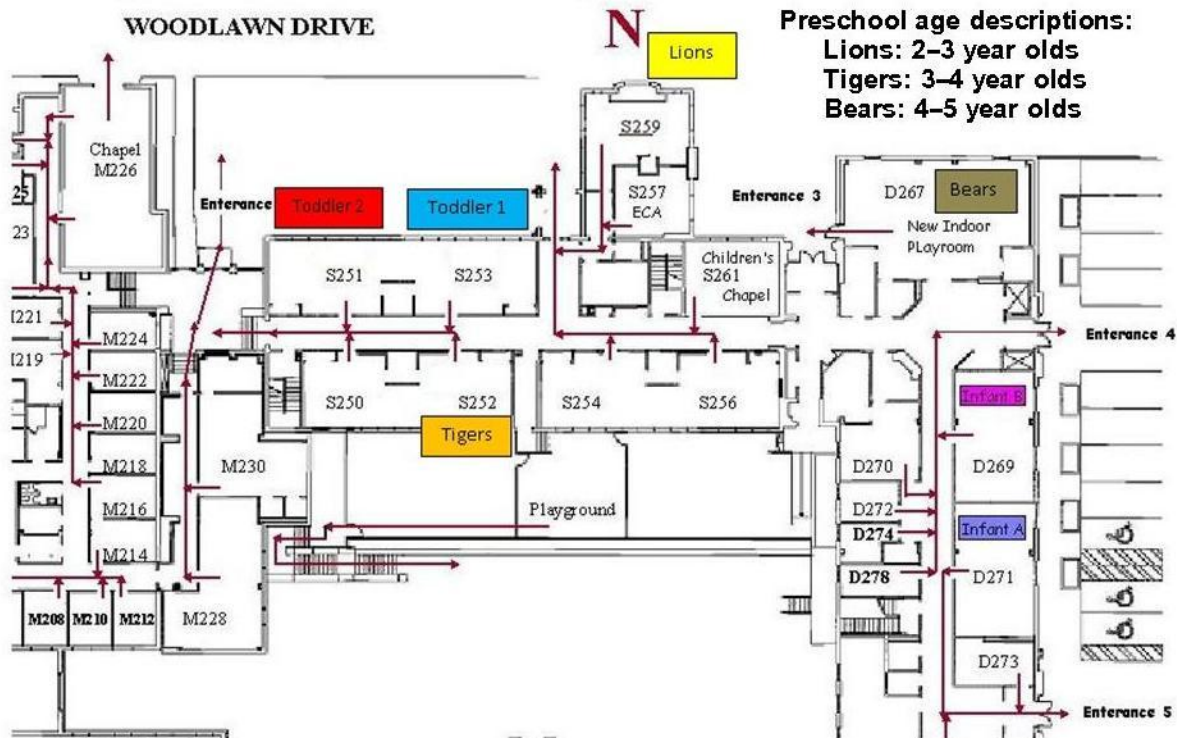 WOODLAWN DRIVE
N
Lions
Preschool age descriptions:
Lions: 2–3 year olds
Tigers: 3–4 year olds
Bears: 4–5 year olds
Chapel
M226
S259
S257
ECA
Enterance 3
D267
Bears
New Indoor
PLayroom
25
23
Enterance
Toddler 2
Toddler 1
S251
S253
Children's
S261
Chapel
Enterance 4
221
219
M224
M222
M220
M218
M216
M214
M230
S250
S252
Tigers
S254
S256
Playground
Infant B
D269
D270
D272
D274
D278
Infant A
D271
D273
M208
M210
M212
M228
Enterance 5